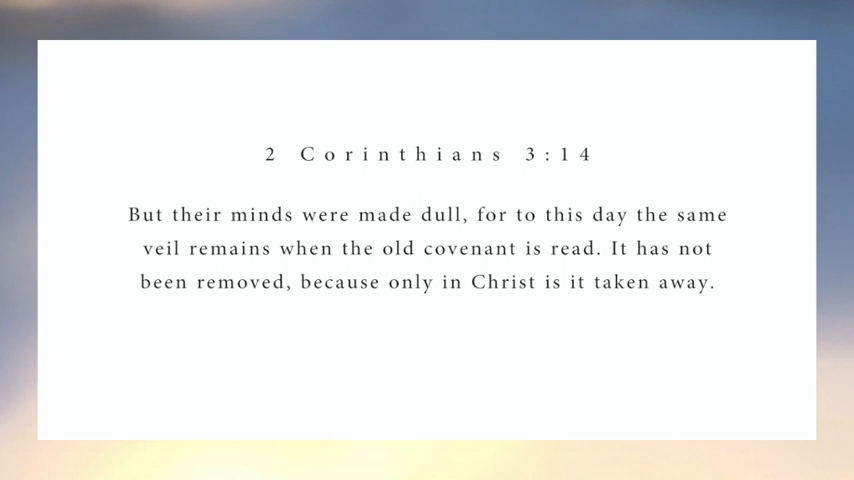 2 Corinthians 3:14
But their minds were made dull, for to this day the same
veil remains when the old covenant is read. It has not
been removed, because only in Christ is it taken away.